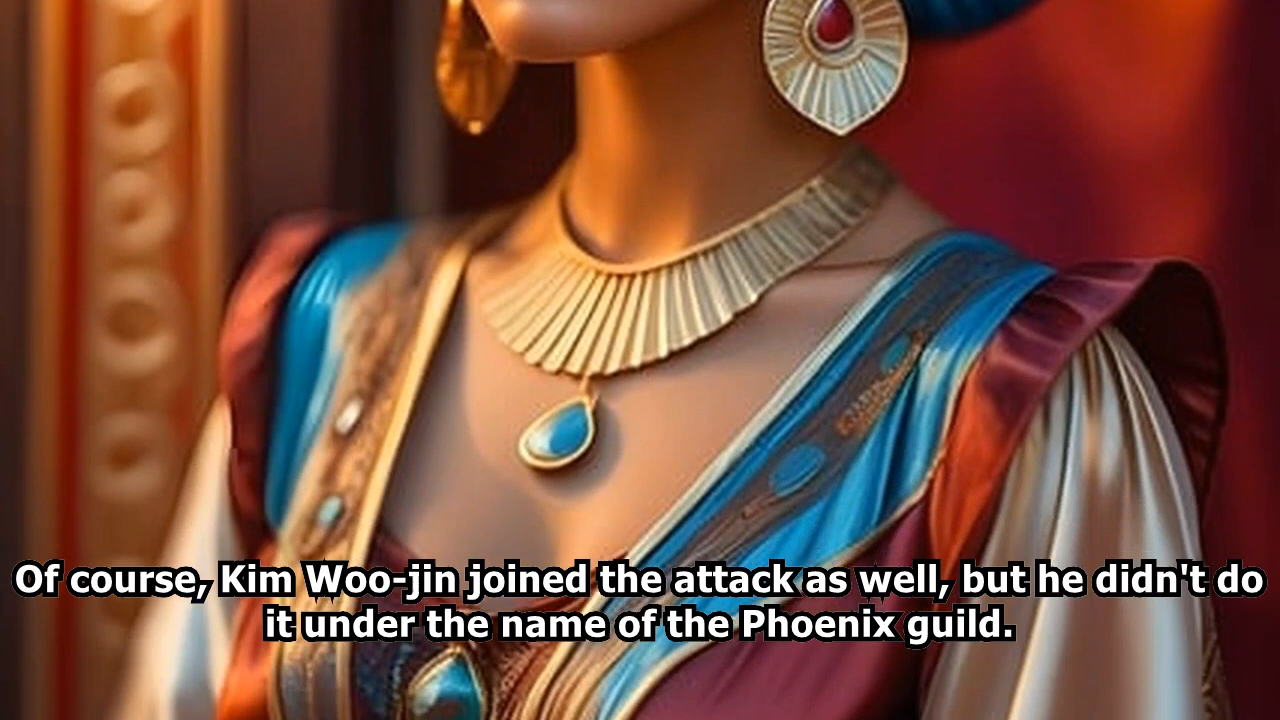 Of course, Kim Woo-jin joined the attack as well, but he didn't do
it under the name of the Phoenix guild.